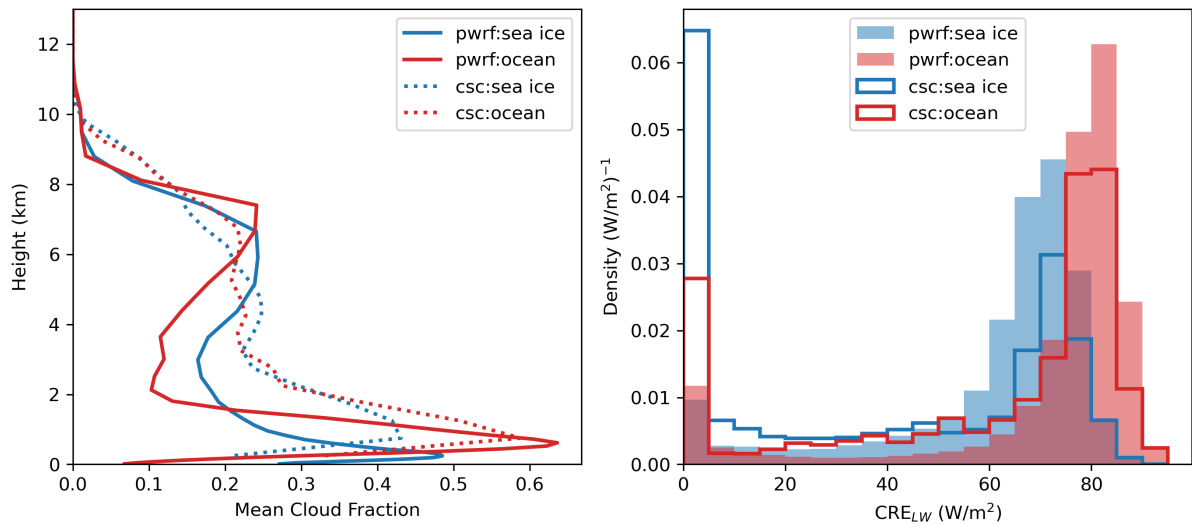 pwrf:sea ice
pwrf:ocean
csc:sea ice
csc:ocean
12
10
8
6
4
2
0
Height (km)
0.0 0.1 0.2 0.3 0.4 0.5 0.6
Mean Cloud Fraction
pwrf:sea ice
pwrf:ocean
csc:sea ice
csc:ocean
0.06
0.05
0.04
0.03
0.02
0.01
0.00
Density (W/m²)⁻¹
0 20 40 60 80
CRE_LW (W/m²)